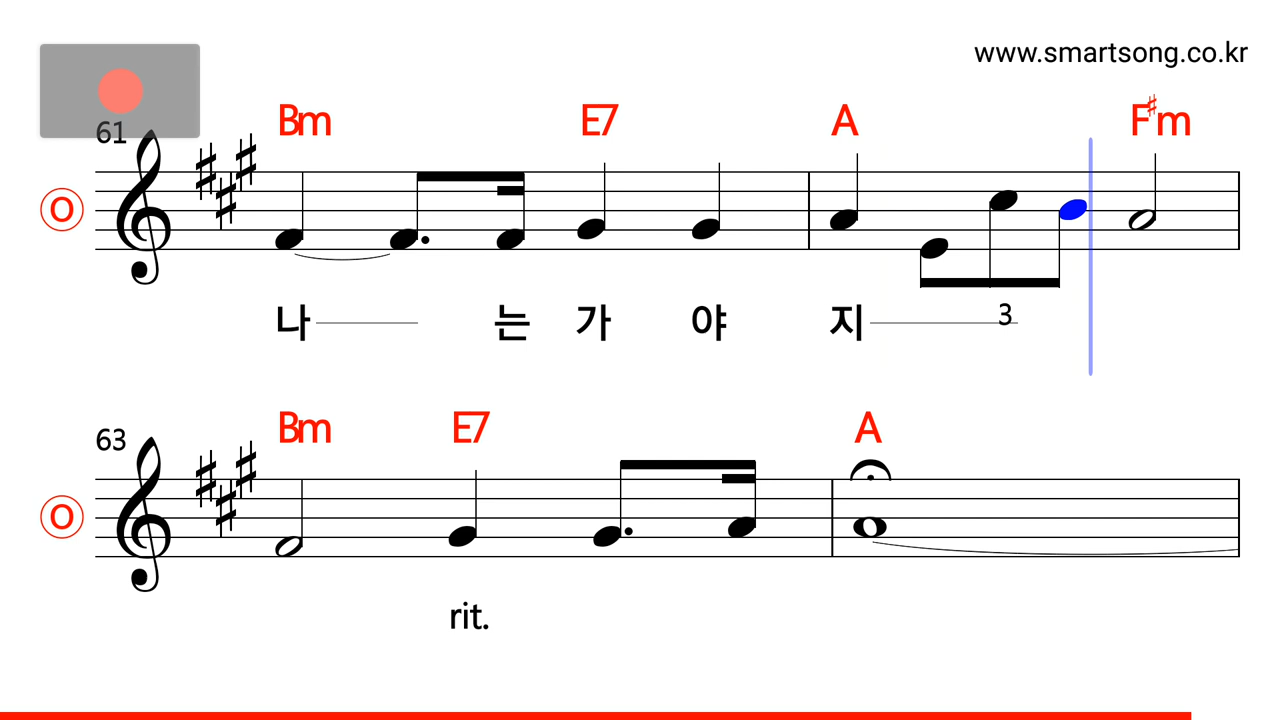 www.smartsong.co.kr
Bm E7 A F♯m
61
O
나 는 가 야 지 3
Bm E7 A
63
O
rit.